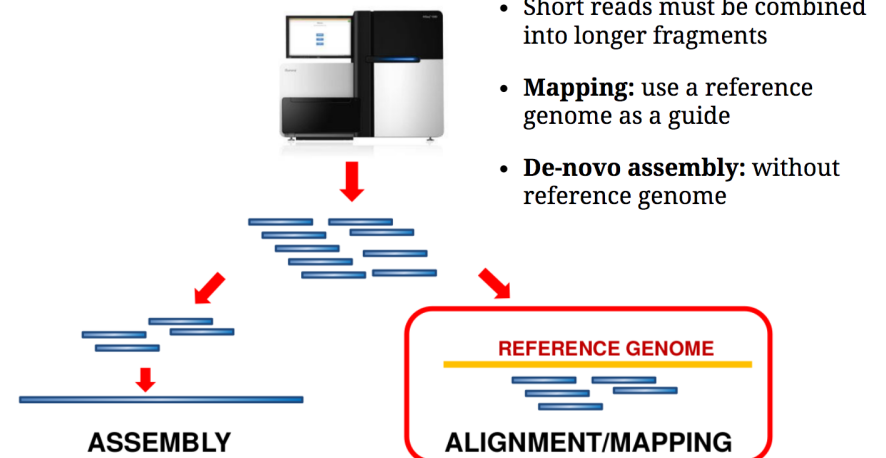 • Short reads must be combined
into longer fragments
• Mapping: use a reference
genome as a guide
• De-novo assembly: without
reference genome
REFERENCE GENOME
ASSEMBLY
ALIGNMENT/MAPPING